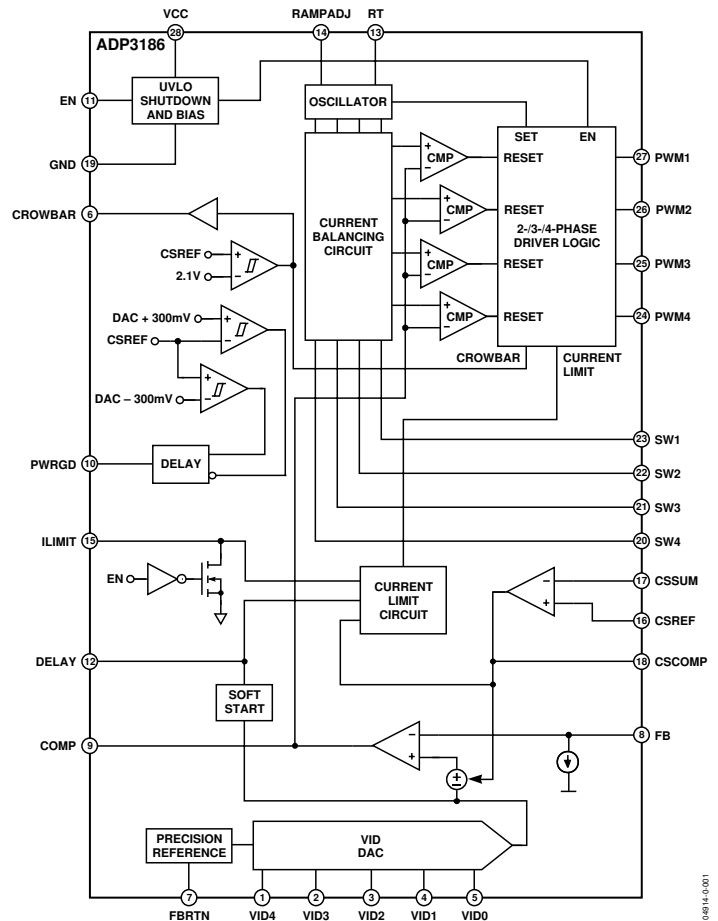 VCC
RAMPADJ RT
28
14
13
ADP3186
UVLO
SHUTDOWN
AND BIAS
EN 11
OSCILLATOR
SET EN
GND 19
CROWBAR 6
CURRENT
BALANCING
CIRCUIT
+
–
CMP
RESET
27 PWM1
+
–
CMP
RESET
26 PWM2
2-/3-/4-PHASE
DRIVER LOGIC
+
–
CMP
RESET
25 PWM3
+
–
CMP
RESET
24 PWM4
CSREF +
2.1V –
DAC + 300mV +
CSREF –
+
DAC – 300mV –
CROWBAR
CURRENT
LIMIT
PWRGD 10
DELAY
23 SW1
22 SW2
21 SW3
20 SW4
ILIMIT 15
EN
CURRENT
LIMIT
CIRCUIT
–
+
17 CSSUM
16 CSREF
DELAY 12
18 CSCOMP
SOFT
START
COMP 9
–
+
8 FB
+
–
PRECISION
REFERENCE
VID
DAC
7
1
2
3
4
5
FBRTN VID4 VID3 VID2 VID1 VID0
04914-0-001